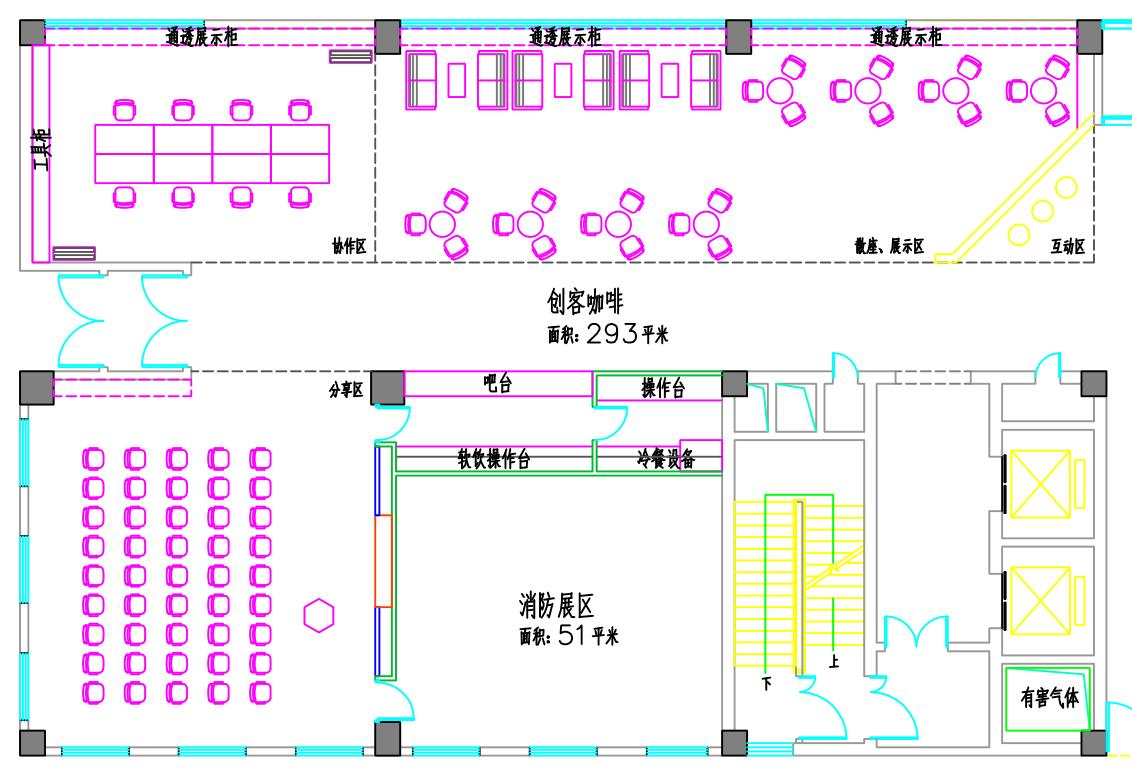 通透展示柜
通透展示柜
通透展示柜
工具柜
协作区
散座、展示区
互动区
创客咖啡
面积：293平米
分享区
吧台
操作台
软饮操作台
冷餐设备
消防展区
面积：51平米
下
上
有害气体